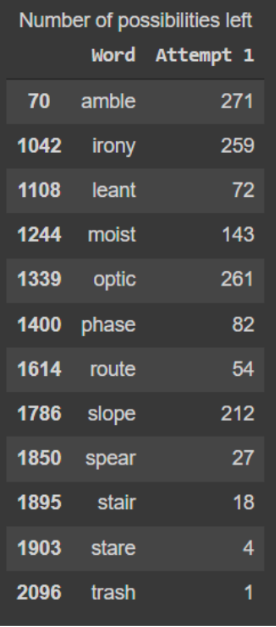 Number of possibilities left
Word Attempt 1
70 amble 271
1042 irony 259
1108 leant 72
1244 moist 143
1339 optic 261
1400 phase 82
1614 route 54
1786 slope 212
1850 spear 27
1895 stair 18
1903 stare 4
2096 trash 1